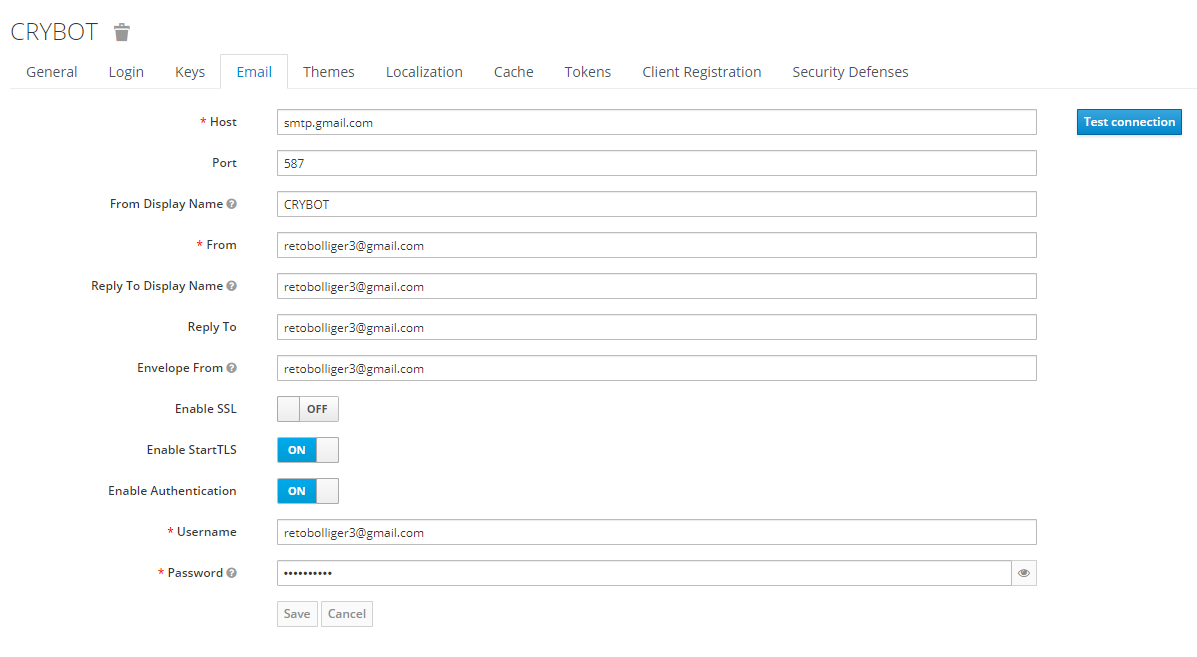 CRYBOT
General Login Keys Email Themes Localization Cache Tokens Client Registration Security Defenses
* Host smtp.gmail.com Test connection
Port 587
From Display Name CRYBOT
* From retobolliger3@gmail.com
Reply To Display Name retobolliger3@gmail.com
Reply To retobolliger3@gmail.com
Envelope From retobolliger3@gmail.com
Enable SSL OFF
Enable StartTLS ON
Enable Authentication ON
* Username retobolliger3@gmail.com
* Password ••••••••••
Save Cancel